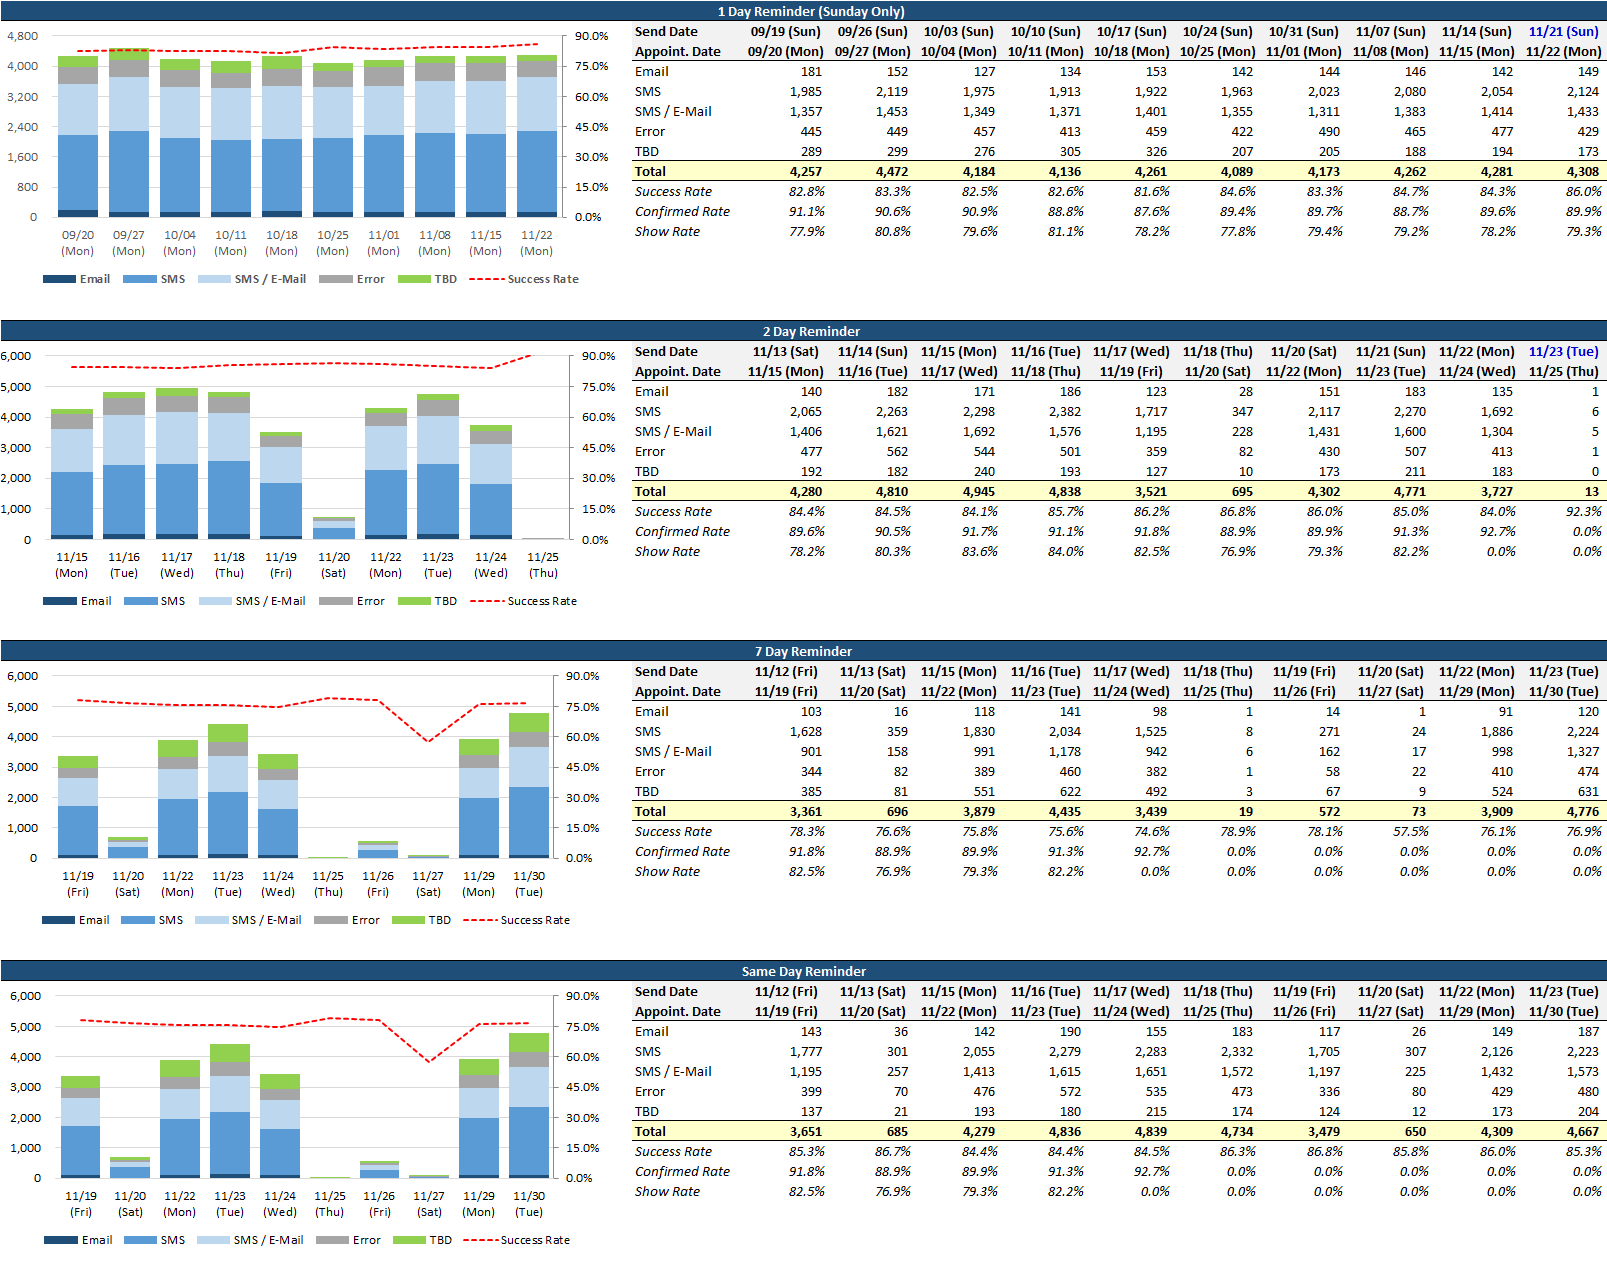 1 Day Reminder (Sunday Only)
4,800
4,000
3,200
2,400
1,600
800
0
90.0%
75.0%
60.0%
45.0%
30.0%
15.0%
0.0%
09/20 09/27 10/04 10/11 10/18 10/25 11/01 11/08 11/15 11/22
(Mon) (Mon) (Mon) (Mon) (Mon) (Mon) (Mon) (Mon) (Mon) (Mon)
Email SMS SMS / E-Mail Error TBD Success Rate
Send Date 09/19 (Sun) 09/26 (Sun) 10/03 (Sun) 10/10 (Sun) 10/17 (Sun) 10/24 (Sun) 10/31 (Sun) 11/07 (Sun) 11/14 (Sun) 11/21 (Sun)
Appoint. Date 09/20 (Mon) 09/27 (Mon) 10/04 (Mon) 10/11 (Mon) 10/18 (Mon) 10/25 (Mon) 11/01 (Mon) 11/08 (Mon) 11/15 (Mon) 11/22 (Mon)
Email 181 152 127 134 153 142 144 146 142 149
SMS 1,985 2,119 1,975 1,913 1,922 1,963 2,023 2,080 2,054 2,124
SMS / E-Mail 1,357 1,453 1,349 1,371 1,401 1,355 1,311 1,383 1,414 1,433
Error 445 449 457 413 459 422 490 465 477 429
TBD 289 299 276 305 326 207 205 188 194 173
Total 4,257 4,472 4,184 4,136 4,261 4,089 4,173 4,262 4,281 4,308
Success Rate 82.8% 83.3% 82.5% 82.6% 81.6% 84.6% 83.3% 84.7% 84.3% 86.0%
Confirmed Rate 91.1% 90.6% 90.9% 88.8% 87.6% 89.4% 89.7% 88.7% 89.6% 89.9%
Show Rate 77.9% 80.8% 79.6% 81.1% 78.2% 77.8% 79.4% 79.2% 78.2% 79.3%
2 Day Reminder
6,000
5,000
4,000
3,000
2,000
1,000
0
90.0%
75.0%
60.0%
45.0%
30.0%
15.0%
0.0%
11/15 11/16 11/17 11/18 11/19 11/20 11/22 11/23 11/24 11/25
(Mon) (Tue) (Wed) (Thu) (Fri) (Sat) (Mon) (Tue) (Wed) (Thu)
Email SMS SMS / E-Mail Error TBD Success Rate
Send Date 11/13 (Sat) 11/14 (Sun) 11/15 (Mon) 11/16 (Tue) 11/17 (Wed) 11/18 (Thu) 11/20 (Sat) 11/21 (Sun) 11/22 (Mon) 11/23 (Tue)
Appoint. Date 11/15 (Mon) 11/16 (Tue) 11/17 (Wed) 11/18 (Thu) 11/19 (Fri) 11/20 (Sat) 11/22 (Mon) 11/23 (Tue) 11/24 (Wed) 11/25 (Thu)
Email 140 182 171 186 123 28 151 183 135 1
SMS 2,065 2,263 2,298 2,382 1,717 347 2,117 2,270 1,692 6
SMS / E-Mail 1,406 1,621 1,692 1,576 1,195 228 1,431 1,600 1,304 5
Error 477 562 544 501 359 82 430 507 413 1
TBD 192 182 240 193 127 10 173 211 183 0
Total 4,280 4,810 4,945 4,838 3,521 695 4,302 4,771 3,727 13
Success Rate 84.4% 84.5% 84.1% 85.7% 86.2% 86.8% 86.0% 85.0% 84.0% 92.3%
Confirmed Rate 89.6% 90.5% 91.7% 91.1% 91.8% 88.9% 89.9% 91.3% 92.7% 0.0%
Show Rate 78.2% 80.3% 83.6% 84.0% 82.5% 76.9% 79.3% 82.2% 0.0% 0.0%
7 Day Reminder
6,000
5,000
4,000
3,000
2,000
1,000
0
90.0%
75.0%
60.0%
45.0%
30.0%
15.0%
0.0%
11/19 11/20 11/22 11/23 11/24 11/25 11/26 11/27 11/29 11/30
(Fri) (Sat) (Mon) (Tue) (Wed) (Thu) (Fri) (Sat) (Mon) (Tue)
Email SMS SMS / E-Mail Error TBD Success Rate
Send Date 11/12 (Fri) 11/13 (Sat) 11/15 (Mon) 11/16 (Tue) 11/17 (Wed) 11/18 (Thu) 11/19 (Fri) 11/20 (Sat) 11/22 (Mon) 11/23 (Tue)
Appoint. Date 11/19 (Fri) 11/20 (Sat) 11/22 (Mon) 11/23 (Tue) 11/24 (Wed) 11/25 (Thu) 11/26 (Fri) 11/27 (Sat) 11/29 (Mon) 11/30 (Tue)
Email 103 16 118 141 98 1 14 1 91 120
SMS 1,628 359 1,830 2,034 1,525 8 271 24 1,886 2,224
SMS / E-Mail 901 158 991 1,178 942 6 162 17 998 1,327
Error 344 82 389 460 382 1 58 22 410 474
TBD 385 81 551 622 492 3 67 9 524 631
Total 3,361 696 3,879 4,435 3,439 19 572 73 3,909 4,776
Success Rate 78.3% 76.6% 75.8% 75.6% 74.6% 78.9% 78.1% 57.5% 76.1% 76.9%
Confirmed Rate 91.8% 88.9% 89.9% 91.3% 92.7% 0.0% 0.0% 0.0% 0.0% 0.0%
Show Rate 82.5% 76.9% 79.3% 82.2% 0.0% 0.0% 0.0% 0.0% 0.0% 0.0%
Same Day Reminder
6,000
5,000
4,000
3,000
2,000
1,000
0
90.0%
75.0%
60.0%
45.0%
30.0%
15.0%
0.0%
11/19 11/20 11/22 11/23 11/24 11/25 11/26 11/27 11/29 11/30
(Fri) (Sat) (Mon) (Tue) (Wed) (Thu) (Fri) (Sat) (Mon) (Tue)
Email SMS SMS / E-Mail Error TBD Success Rate
Send Date 11/12 (Fri) 11/13 (Sat) 11/15 (Mon) 11/16 (Tue) 11/17 (Wed) 11/18 (Thu) 11/19 (Fri) 11/20 (Sat) 11/22 (Mon) 11/23 (Tue)
Appoint. Date 11/19 (Fri) 11/20 (Sat) 11/22 (Mon) 11/23 (Tue) 11/24 (Wed) 11/25 (Thu) 11/26 (Fri) 11/27 (Sat) 11/29 (Mon) 11/30 (Tue)
Email 143 36 142 190 155 183 117 26 149 187
SMS 1,777 301 2,055 2,279 2,283 2,332 1,705 307 2,126 2,223
SMS / E-Mail 1,195 257 1,413 1,615 1,651 1,572 1,197 225 1,432 1,573
Error 399 70 476 572 535 473 336 80 429 480
TBD 137 21 193 180 215 174 124 12 173 204
Total 3,651 685 4,279 4,836 4,839 4,734 3,479 650 4,309 4,667
Success Rate 85.3% 86.7% 84.4% 84.4% 84.5% 86.3% 86.8% 85.8% 86.0% 85.3%
Confirmed Rate 91.8% 88.9% 89.9% 91.3% 92.7% 0.0% 0.0% 0.0% 0.0% 0.0%
Show Rate 82.5% 76.9% 79.3% 82.2% 0.0% 0.0% 0.0% 0.0% 0.0% 0.0%